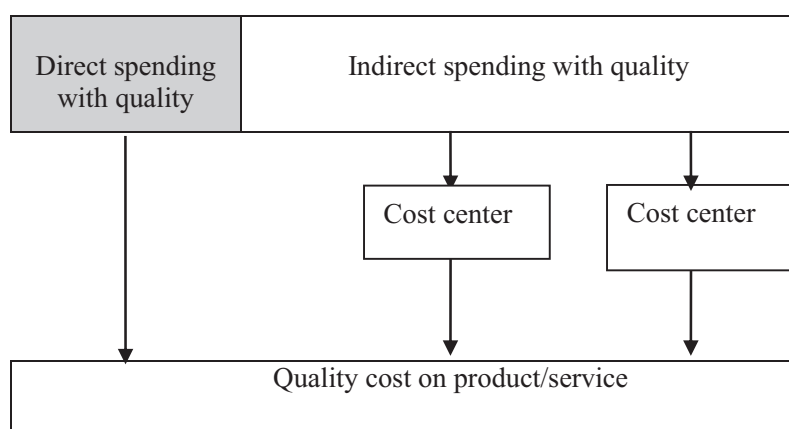 Direct spending
with quality
Indirect spending with quality
Cost center
Cost center
Quality cost on product/service